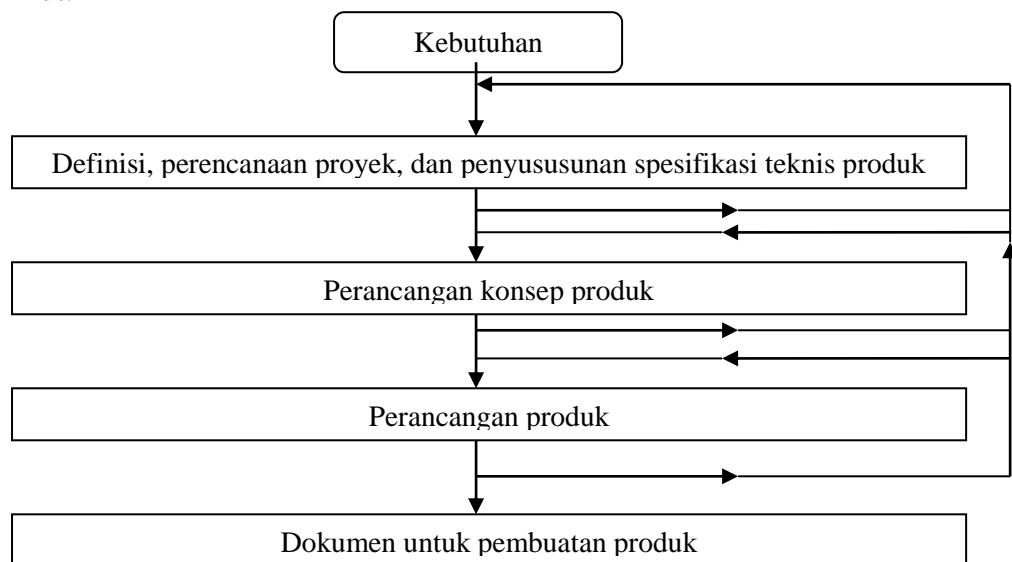 Kebutuhan
Definisi, perencanaan proyek, dan penyususunan spesifikasi teknis produk
Perancangan konsep produk
Perancangan produk
Dokumen untuk pembuatan produk